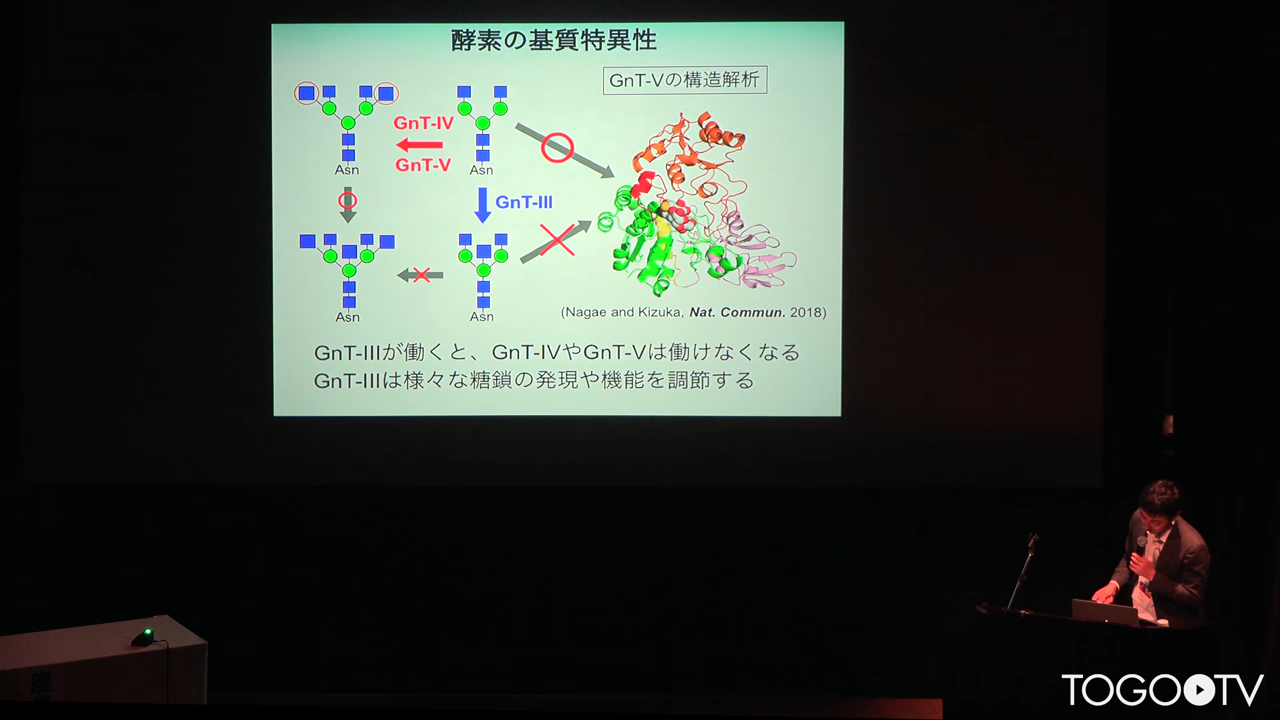 酵素の基質特異性
GnT-Vの構造解析
GnT-IV
GnT-V
Asn
Asn
GnT-III
Asn
Asn
(Nagae and Kizuka, Nat. Commun. 2018)
GnT-IIIが働くと、GnT-IVやGnT-Vは働けなくなる
GnT-IIIは様々な糖鎖の発現や機能を調節する
座
TOGOTV